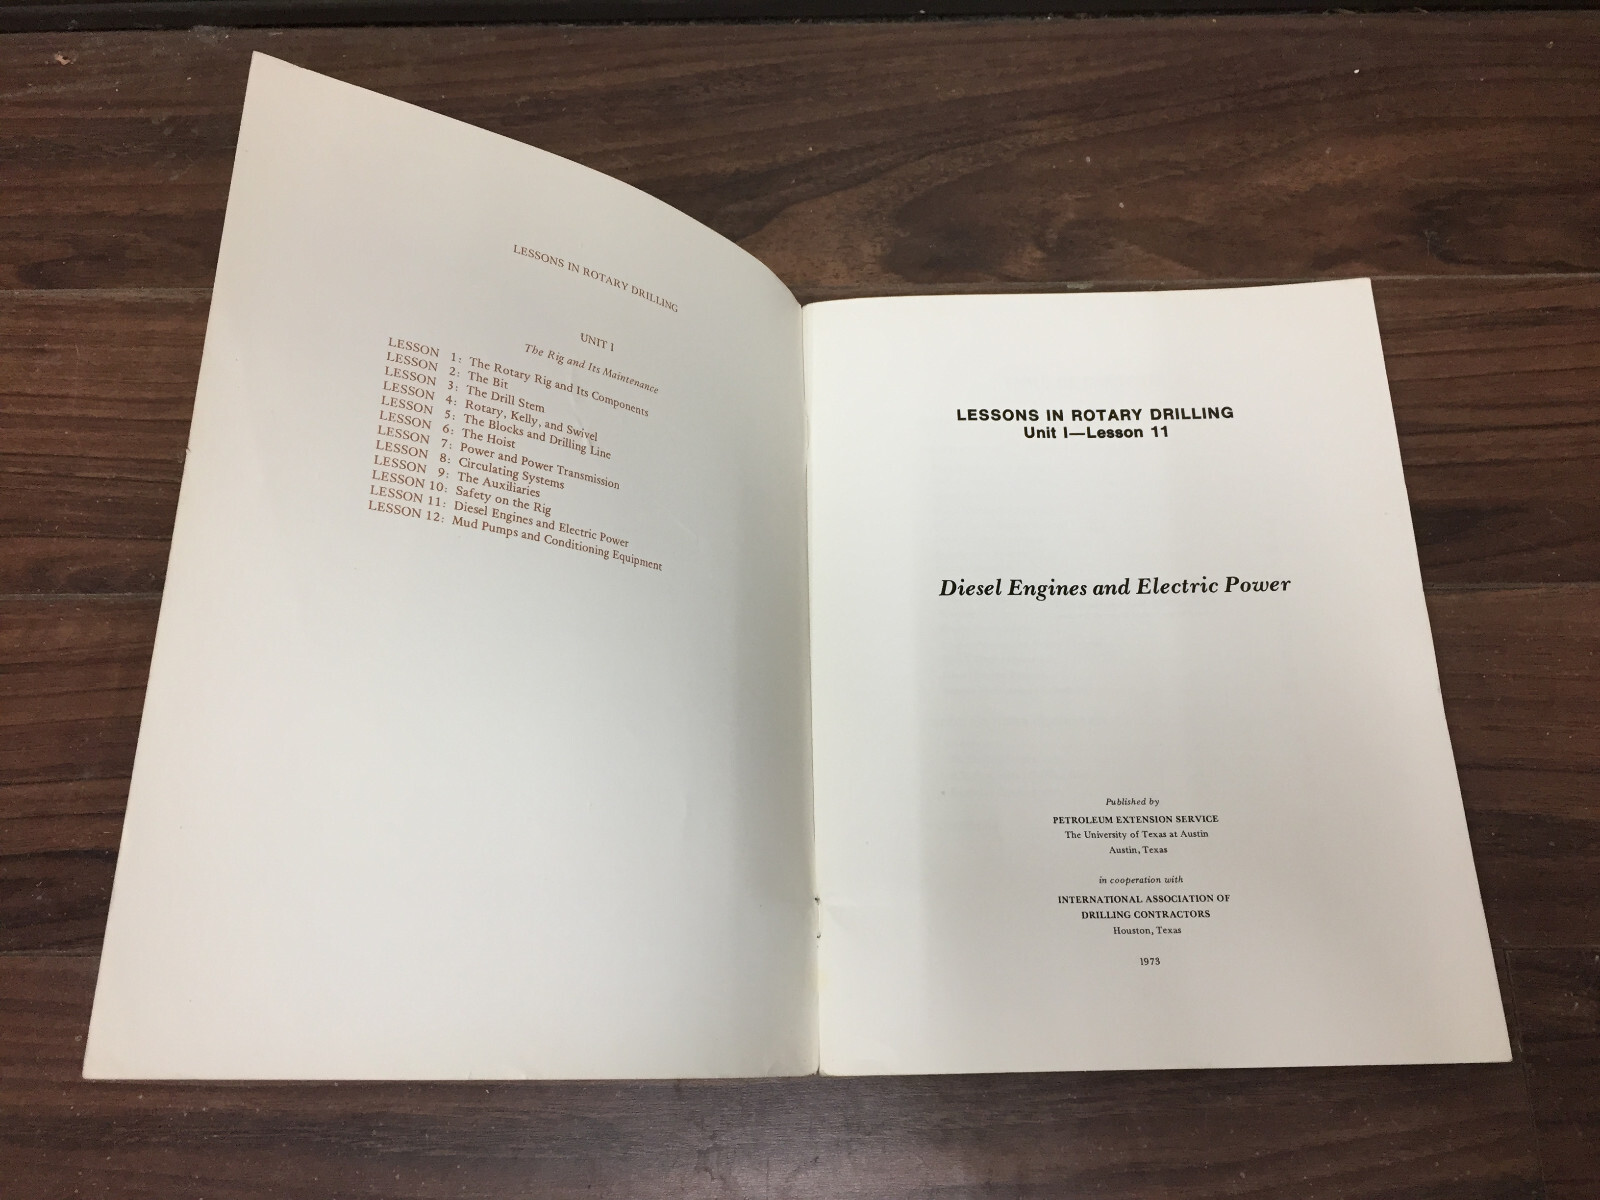 LESSONS IN ROTARY DRILLING
UNIT I
The Rig and Its Maintenance
LESSON 1: The Rotary Rig and Its Components
LESSON 2: The Bit
LESSON 3: The Drill Stem
LESSON 4: Rotary, Kelly, and Swivel
LESSON 5: The Blocks and Drilling Line
LESSON 6: The Hoist
LESSON 7: Power and Power Transmission
LESSON 8: Circulating Systems
LESSON 9: The Auxiliaries
LESSON 10: Safety on the Rig
LESSON 11: Diesel Engines and Electric Power
LESSON 12: Mud Pumps and Conditioning Equipment
LESSONS IN ROTARY DRILLING
Unit I—Lesson 11
Diesel Engines and Electric Power
Published by
PETROLEUM EXTENSION SERVICE
The University of Texas at Austin
Austin, Texas
in cooperation with
INTERNATIONAL ASSOCIATION OF
DRILLING CONTRACTORS
Houston, Texas
1973